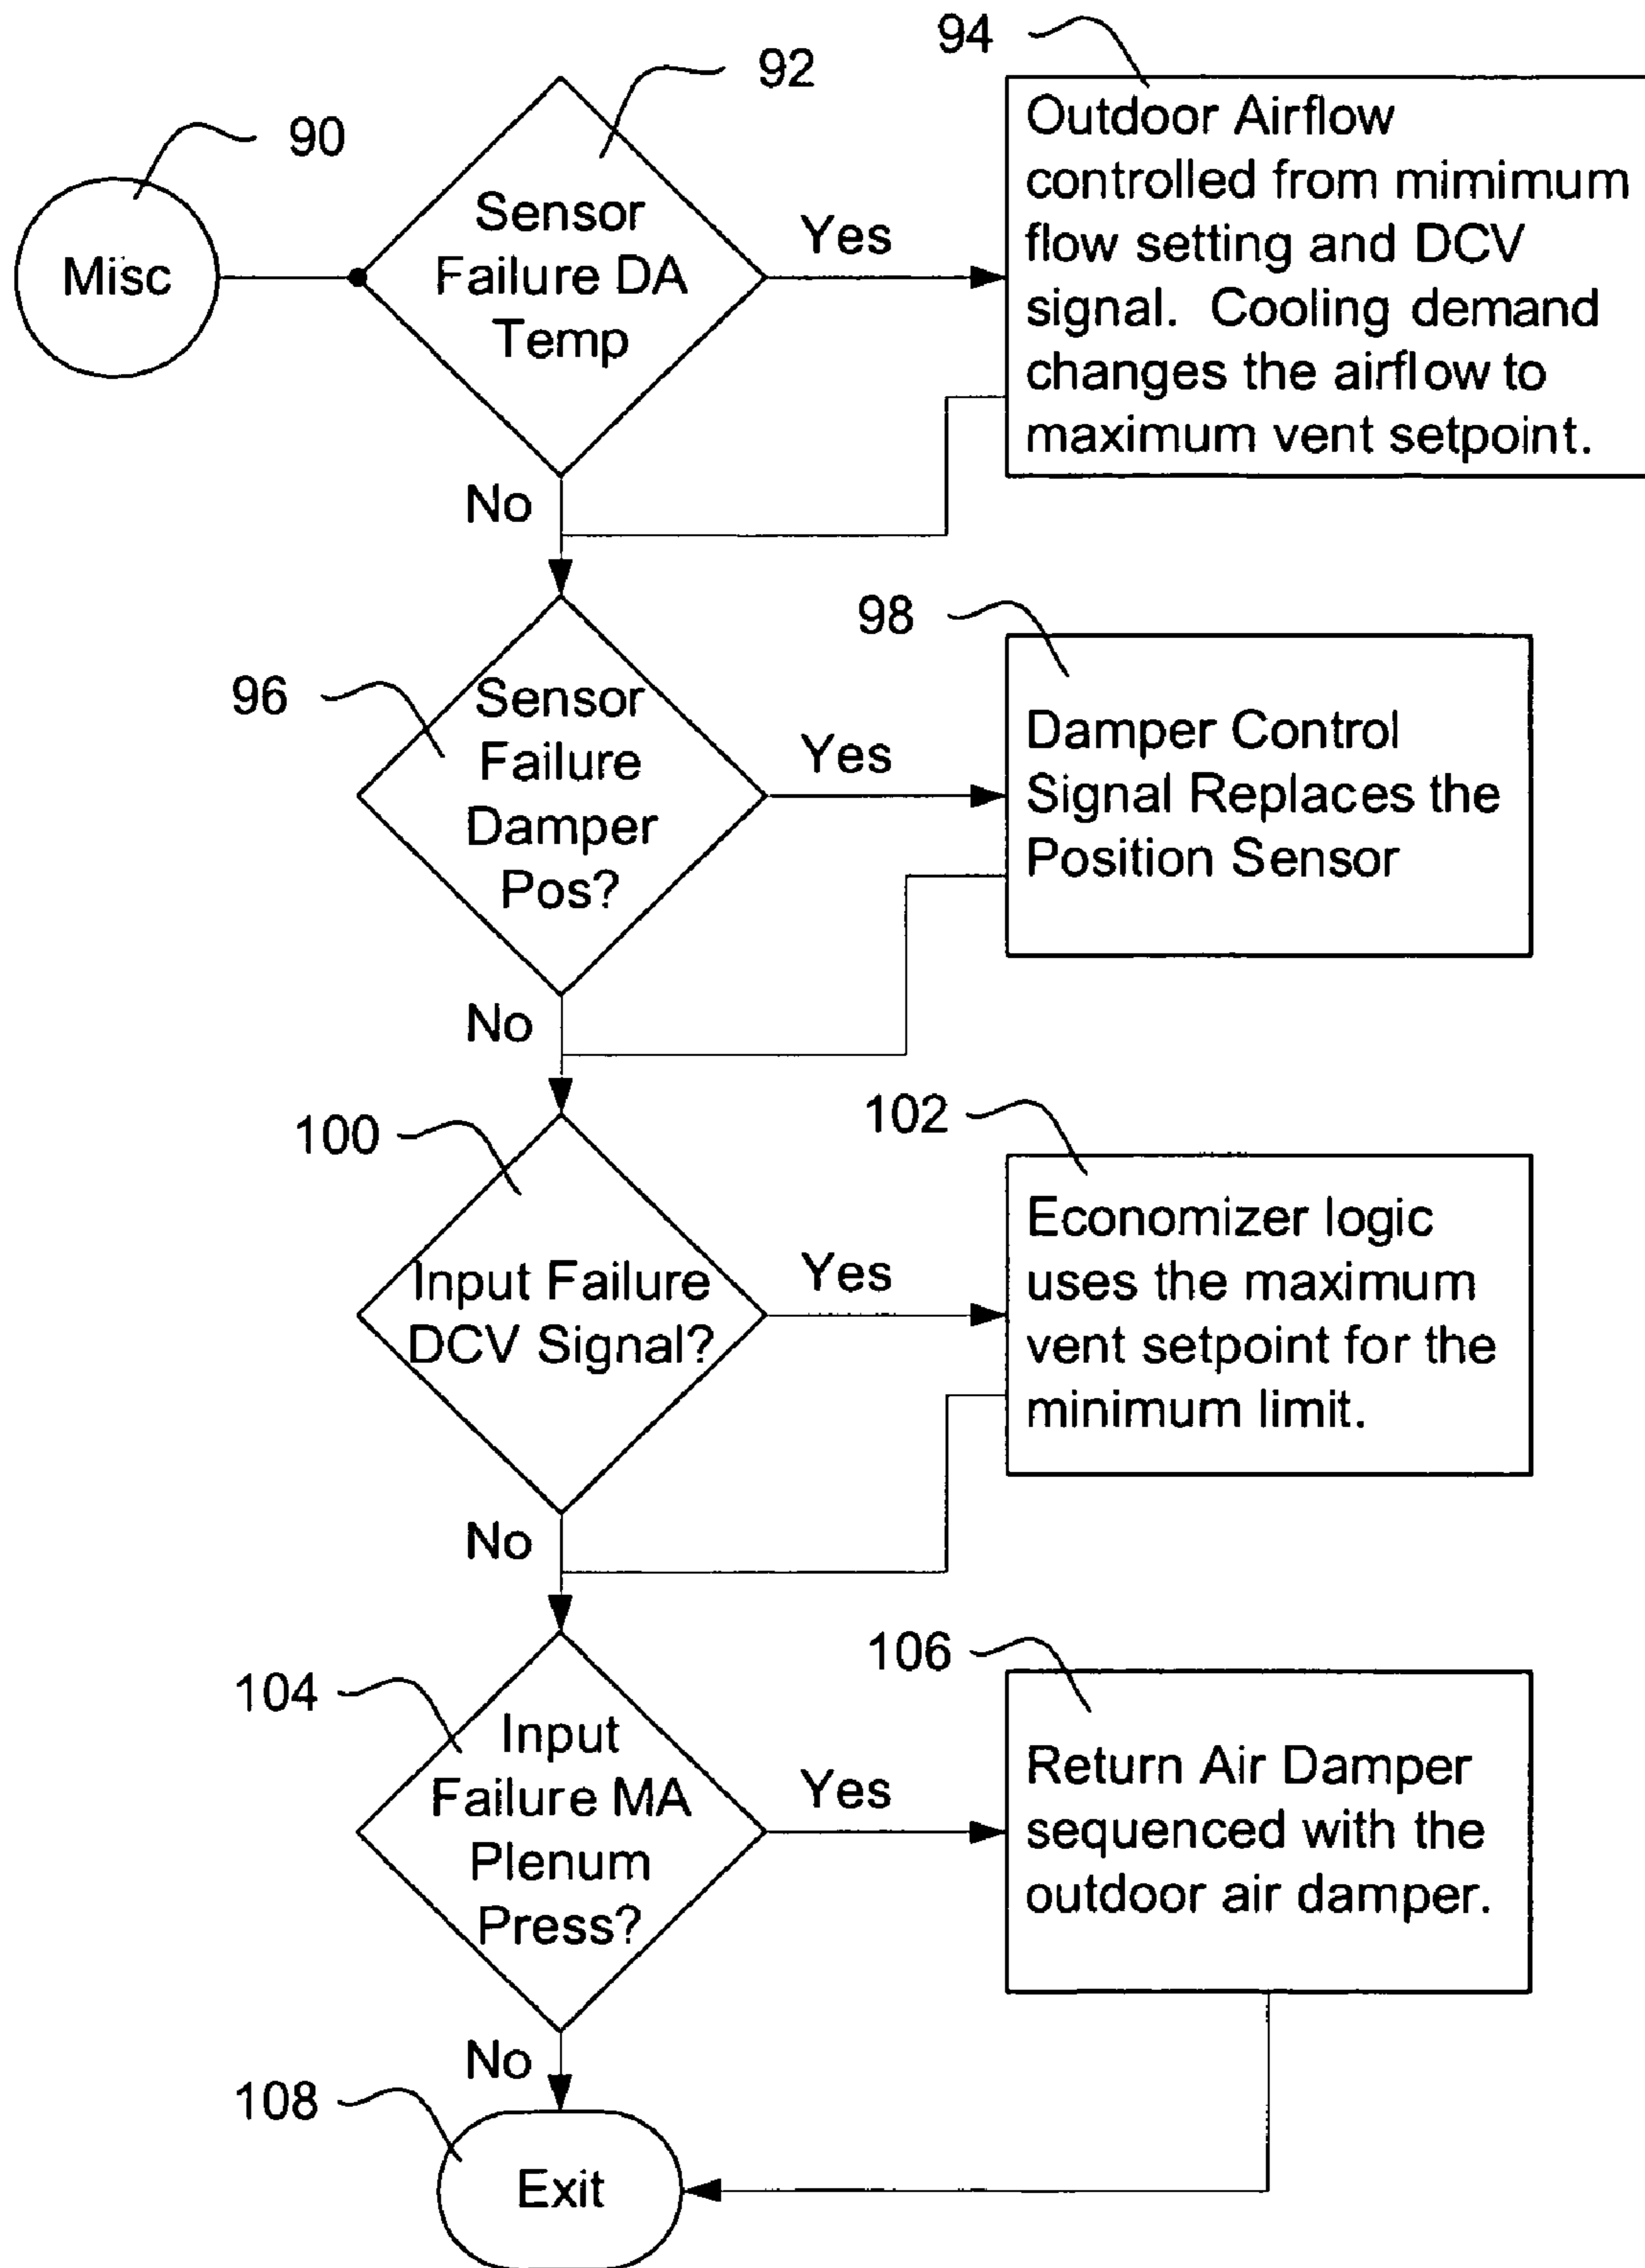 94
92
90
Misc
Sensor
Failure DA
Temp
Yes
Outdoor Airflow
controlled from mimimum
flow setting and DCV
signal. Cooling demand
changes the airflow to
maximum vent setpoint.
No
98
96
Sensor
Failure
Damper
Pos?
Yes
Damper Control
Signal Replaces the
Position Sensor
No
100
102
Input Failure
DCV Signal?
Yes
Economizer logic
uses the maximum
vent setpoint for the
minimum limit.
No
106
104
Input
Failure MA
Plenum
Press?
Yes
Return Air Damper
sequenced with the
outdoor air damper.
No
108
Exit